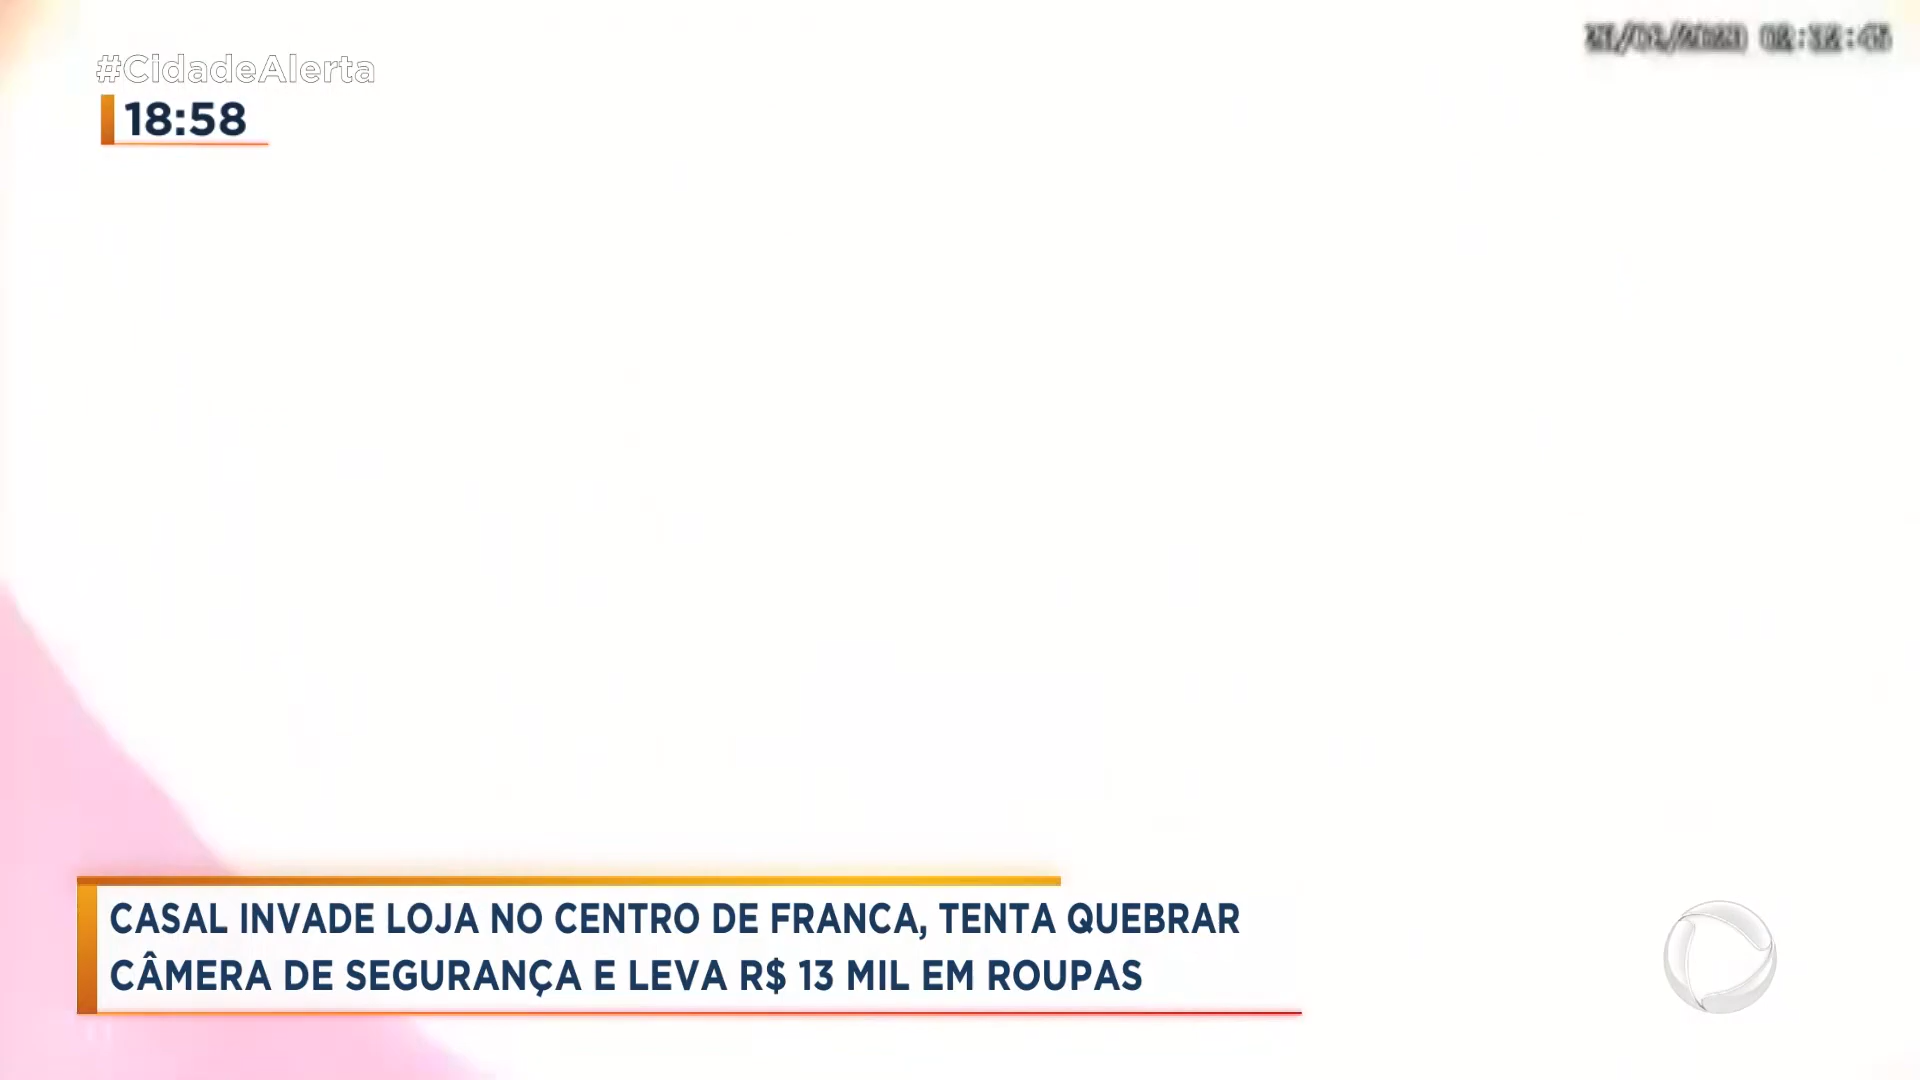 #CidadeAlerta
18:58
CASAL INVADE LOJA NO CENTRO DE FRANCA, TENTA QUEBRAR
CÂMERA DE SEGURANÇA E LEVA R$ 13 MIL EM ROUPAS